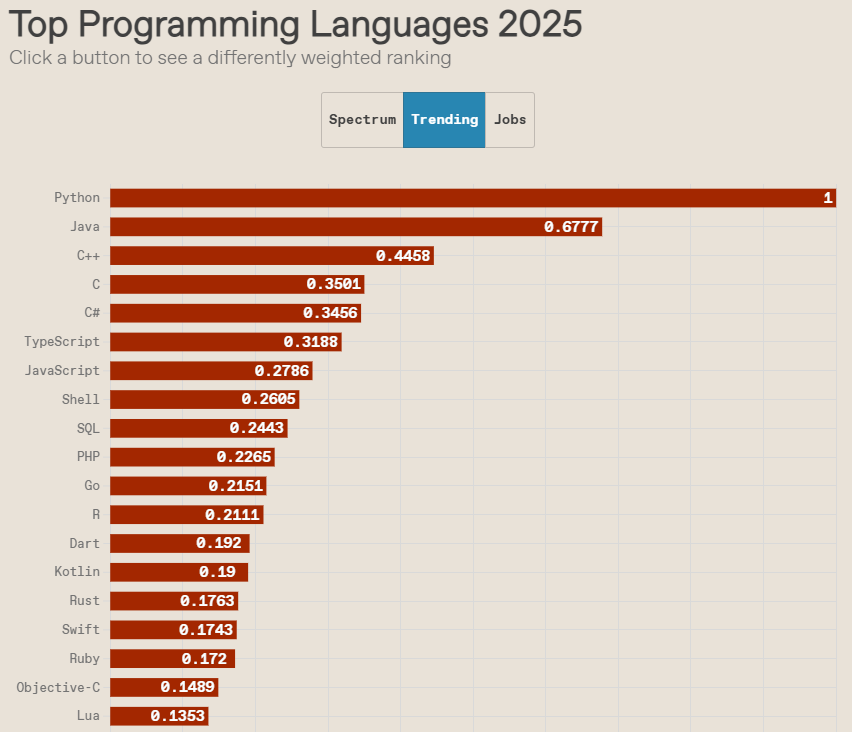 Top Programming Languages 2025
Click a button to see a differently weighted ranking
Spectrum Trending Jobs
Python 1
Java 0.6777
C++ 0.4458
C 0.3501
C# 0.3456
TypeScript 0.3188
JavaScript 0.2786
Shell 0.2605
SQL 0.2443
PHP 0.2265
Go 0.2151
R 0.2111
Dart 0.192
Kotlin 0.19
Rust 0.1763
Swift 0.1743
Ruby 0.172
Objective-C 0.1489
Lua 0.1353